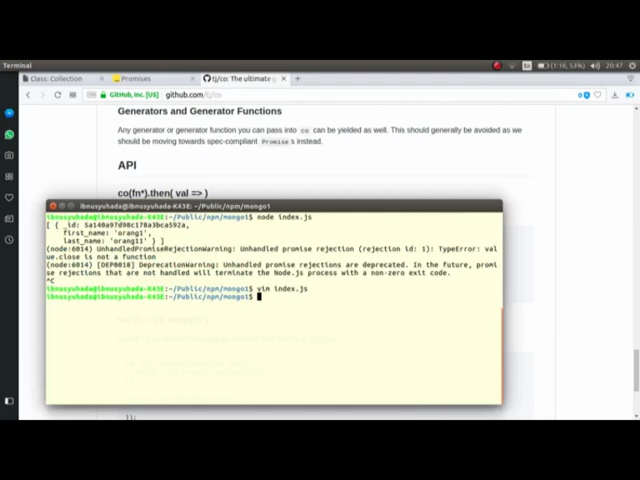 Terminal
En
(1:16, 53%)
20:47
Class: Collection
Promises
tj/co: The ultimate g
GitHub, Inc. [US]
github.com/tj/co
Generators and Generator Functions
Any generator or generator function you can pass into co can be yielded as well. This should generally be avoided as we
should be moving towards spec-compliant Promise s instead.
API
co(fn*).then( val => )
ibnusyuhada@ibnusyuhada-K43E: ~/Public/npm/mongo1
ibnusyuhada@ibnusyuhada-K43E:~/Public/npm/mongo1$ node index.js
[ { _id: 5a140b97d98c178a3bca592a,
first_name: 'orang1',
last_name: 'orang11' } ]
(node:6014) UnhandledPromiseRejectionWarning: Unhandled promise rejection (rejection id: 1): TypeError: val
ue.close is not a function
(node:6014) [DEP0018] DeprecationWarning: Unhandled promise rejections are deprecated. In the future, promi
se rejections that are not handled will terminate the Node.js process with a non-zero exit code.
^C
ibnusyuhada@ibnusyuhada-K43E:~/Public/npm/mongo1$ vim index.js
ibnusyuhada@ibnusyuhada-K43E:~/Public/npm/mongo1$
});